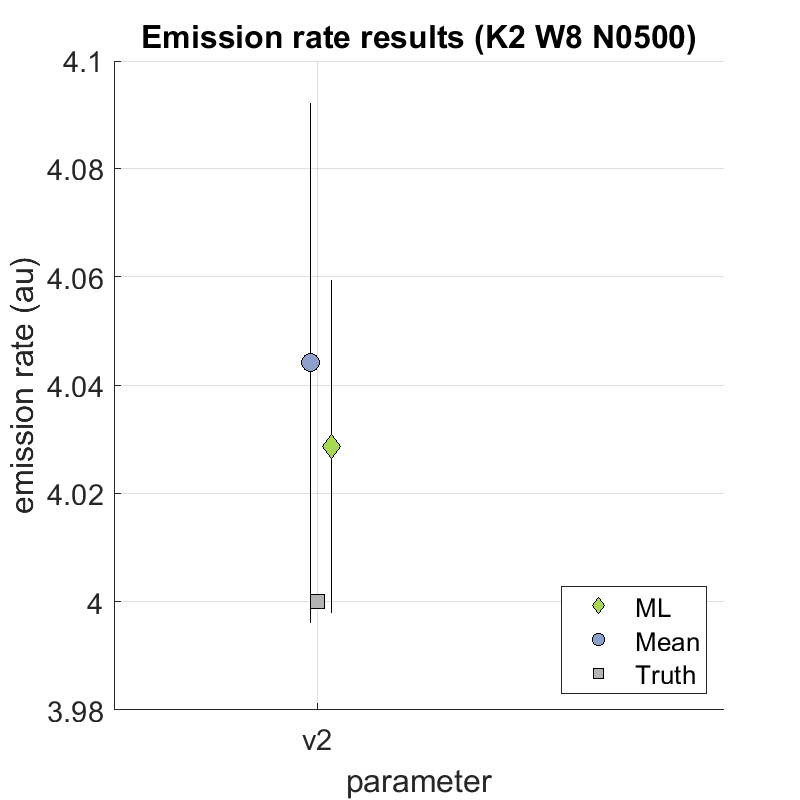 Emission rate results (K2 W8 N0500)
4.1
4.08
4.06
4.04
4.02
4
3.98
emission rate (au)
ML
Mean
Truth
v2
parameter